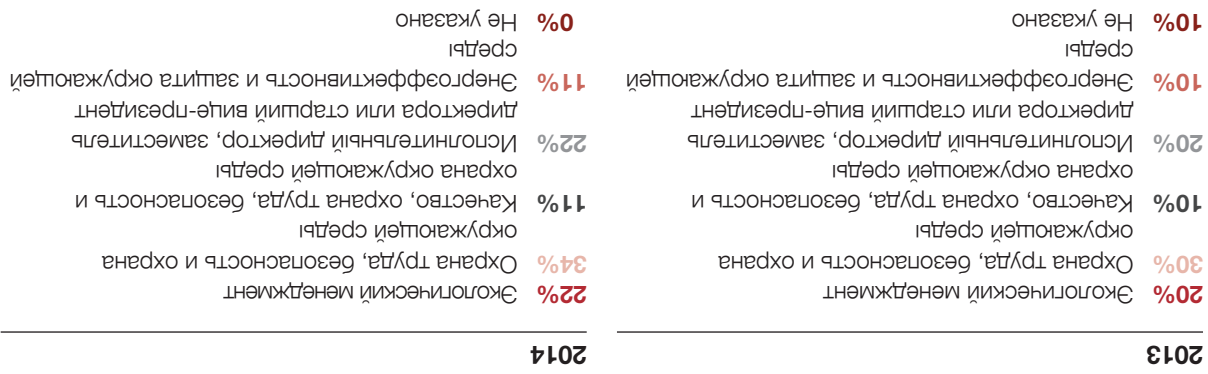 2013
20% Экологический менеджмент
30% Охрана труда, безопасность и охрана
окружающей среды
10% Качество, охрана труда, безопасность и
охрана окружающей среды
20% Исполнительный директор, заместитель
директора или старший вице-президент
10% Энергоэффективность и защита окружающей
среды
10% Не указано
2014
22% Экологический менеджмент
34% Охрана труда, безопасность и охрана
окружающей среды
11% Качество, охрана труда, безопасность и
охрана окружающей среды
22% Исполнительный директор, заместитель
директора или старший вице-президент
11% Энергоэффективность и защита окружающей
среды
0% Не указано